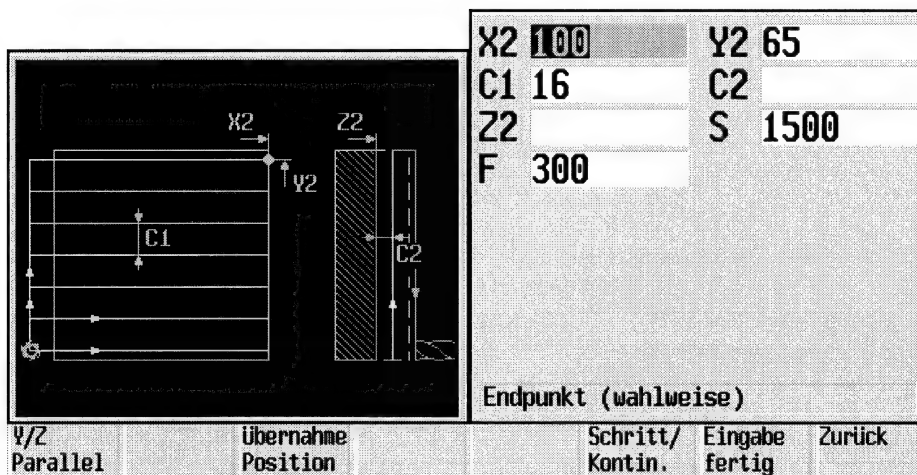 X2 100 Y2 65
C1 16 C2
Z2 S 1500
F 300
X2 Z2
Y2
C1
C2
Endpunkt (wahlweise)
Y/Z Parallel
Übernahme Position
Schritt/ Kontin.
Eingabe fertig
Zurück